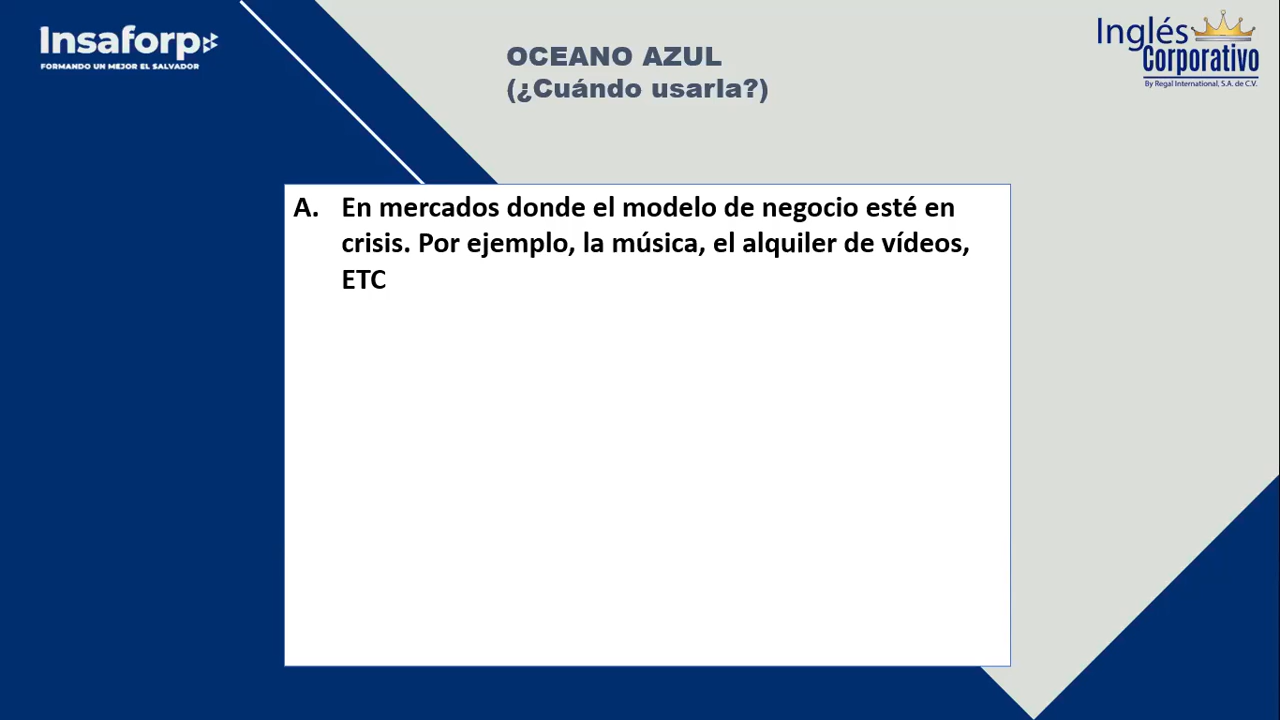 Insaforp
FORMANDO UN MEJOR EL SALVADOR
OCEANO AZUL
(¿Cuándo usarla?)
Inglés
Corporativo
By Regal International, S.A. de C.V.
A. En mercados donde el modelo de negocio esté en
crisis. Por ejemplo, la música, el alquiler de vídeos,
ETC